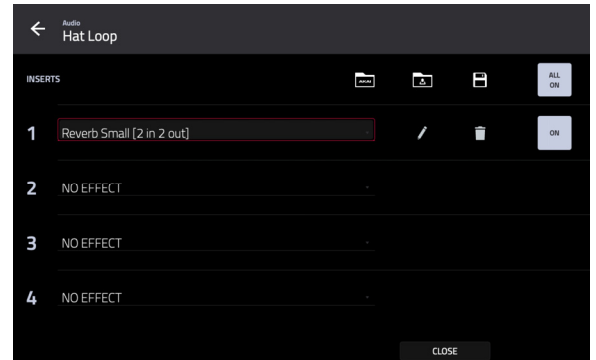 Audio
Hat Loop
INSERTS
AKAI
ALL
ON
1
Reverb Small [2 in 2 out]
ON
2
NO EFFECT
3
NO EFFECT
4
NO EFFECT
CLOSE